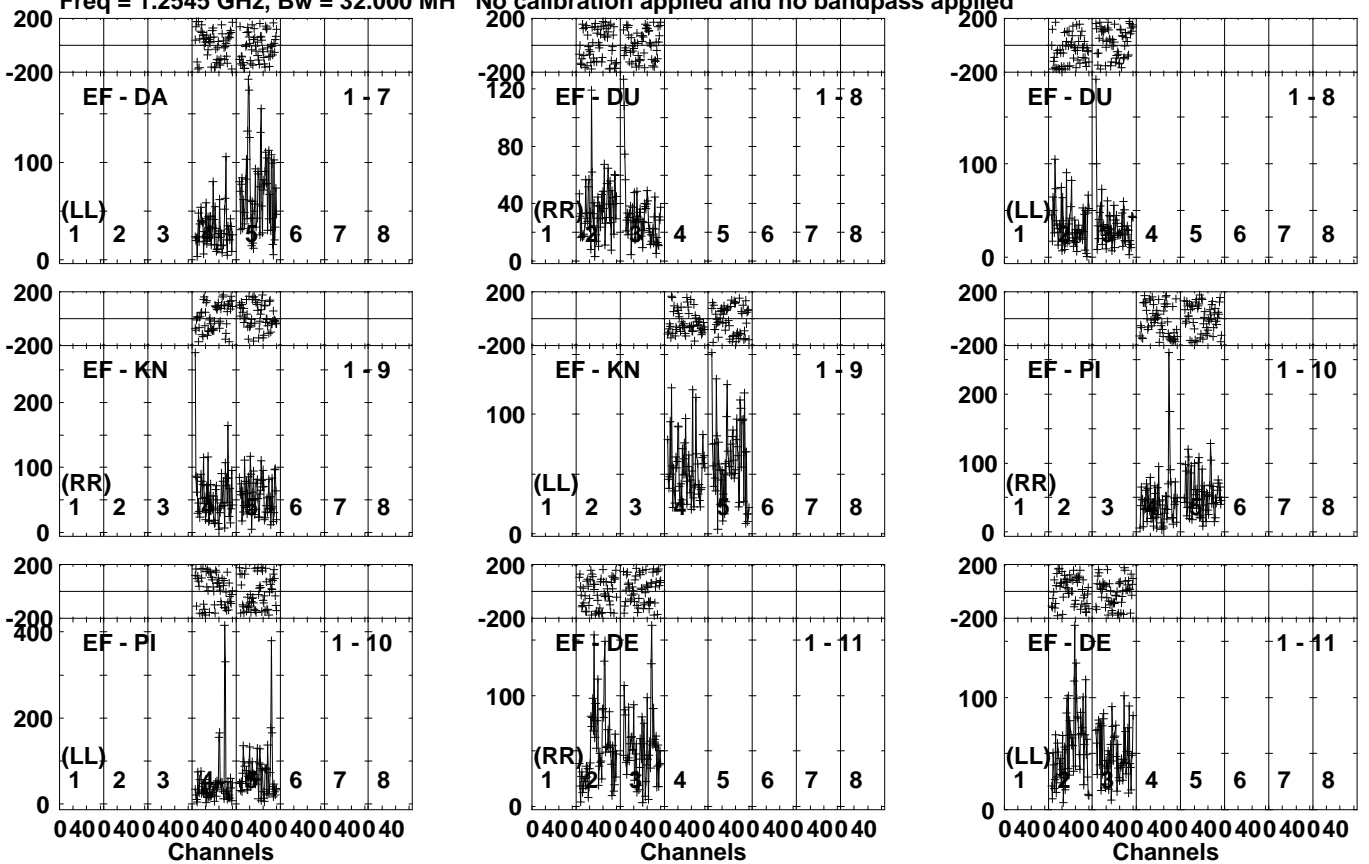 Freq = 1.2545 GHz, Bw = 32.000 MH No calibration applied and no bandpass applied
200
-200
EF - DA 1 - 7
100
(LL)
1 2 3 4 5 6 7 8
0
-200
120
EF - DU 1 - 8
80
40
(RR)
1 2 3 4 5 6 7 8
0
200
-200
EF - DU 1 - 8
100
(LL)
1 2 3 4 5 6 7 8
0
200
-200
EF - KN 1 - 9
200
100
(RR)
1 2 3 4 5 6 7 8
0
200
-200
EF - KN 1 - 9
100
(LL)
1 2 3 4 5 6 7 8
0
200
-200
EF - PI 1 - 10
200
100
(RR)
1 2 3 4 5 6 7 8
0
200
-200
400
EF - PI 1 - 10
200
100
(LL)
1 2 3 4 5 6 7 8
0
200
-200
EF - DE 1 - 11
100
(RR)
1 2 3 4 5 6 7 8
0
200
-200
EF - DE 1 - 11
100
(LL)
1 2 3 4 5 6 7 8
0
0 40 0 40 0 40 0 40 0 40 0 40 0 40 0 40
Channels
0 40 0 40 0 40 0 40 0 40 0 40 0 40 0 40
Channels
0 40 0 40 0 40 0 40 0 40 0 40 0 40 0 40
Channels